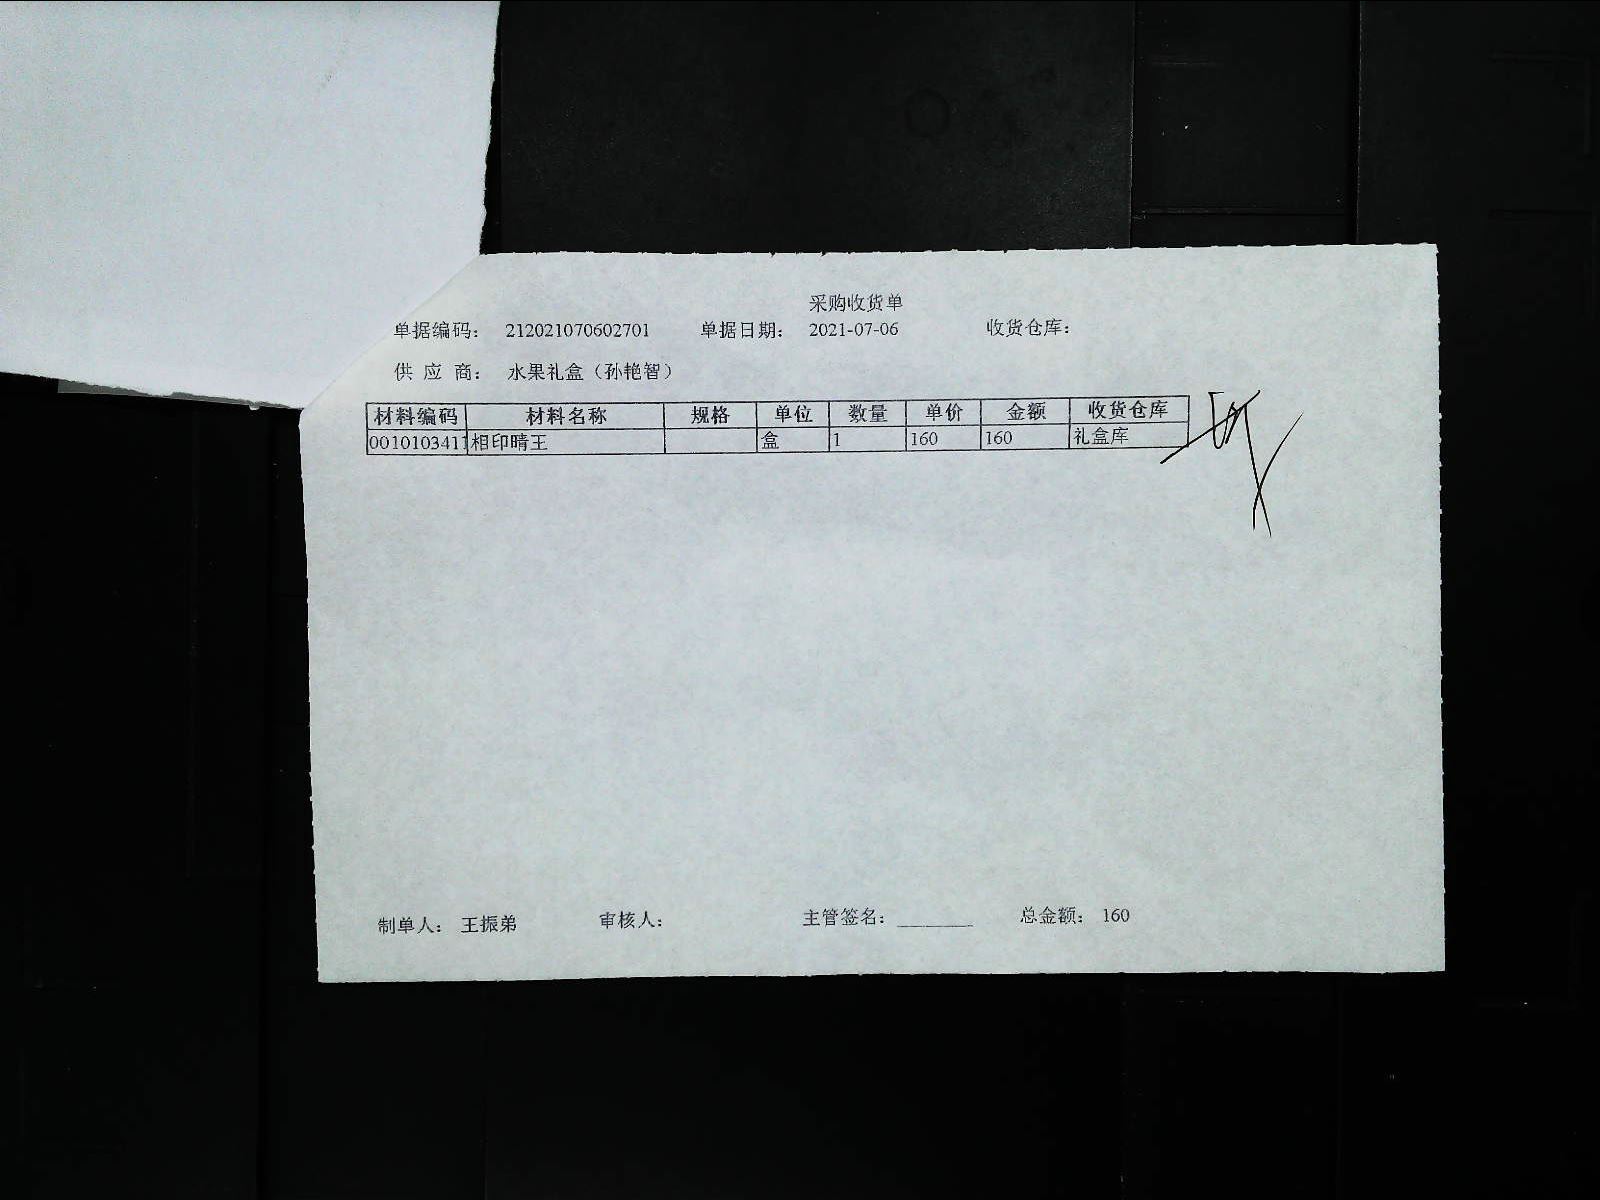 采购收货单
单据编码： 212021070602701 单据日期： 2021-07-06 收货仓库：
供 应 商： 水果礼盒（孙艳智）
材料编码 材料名称 规格 单位 数量 单价 金额 收货仓库
0010103411 相印晴王 盒 1 160 160 礼盒库
制单人： 王振弟 审核人： 主管签名： ________ 总金额： 160